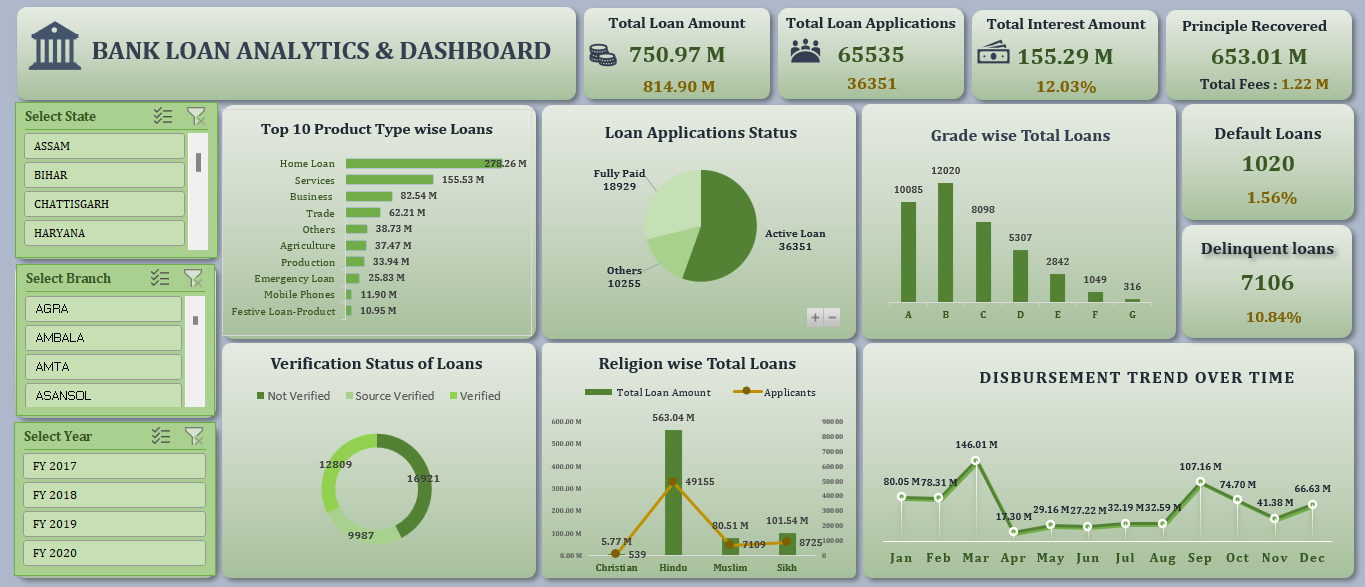 BANK LOAN ANALYTICS & DASHBOARD
Total Loan Amount
750.97 M
814.90 M
Total Loan Applications
65535
36351
Total Interest Amount
155.29 M
12.03%
Principle Recovered
653.01 M
Total Fees : 1.22 M
Select State
ASSAM
BIHAR
CHATTISGARH
HARYANA
Select Branch
AGRA
AMBALA
AMTA
ASANSOL
Select Year
FY 2017
FY 2018
FY 2019
FY 2020
Top 10 Product Type wise Loans
Home Loan 278.26 M
Services 155.53 M
Business 82.54 M
Trade 62.21 M
Others 38.73 M
Agriculture 37.47 M
Production 33.94 M
Emergency Loan 25.83 M
Mobile Phones 11.90 M
Festive Loan-Product 10.95 M
Loan Applications Status
Fully Paid
18929
Active Loan
36351
Others
10255
+ −
Grade wise Total Loans
10085 12020 8098 5307 2842 1049 316
A B C D E F G
Default Loans
1020
1.56%
Delinquent loans
7106
10.84%
Verification Status of Loans
Not Verified Source Verified Verified
12809
16921
9987
Religion wise Total Loans
Total Loan Amount Applicants
600.00 M
500.00 M
400.00 M
300.00 M
200.00 M
100.00 M
0.00 M
5.77 M 563.04 M 80.51 M 101.54 M
539 49155 7109 8725
90000
80000
70000
60000
50000
40000
30000
20000
10000
0
Christian Hindu Muslim Sikh
DISBURSEMENT TREND OVER TIME
80.05 M 78.31 M 146.01 M 17.30 M 29.16 M 27.22 M 32.19 M 32.59 M 107.16 M 74.70 M 41.38 M 66.63 M
Jan Feb Mar Apr May Jun Jul Aug Sep Oct Nov Dec